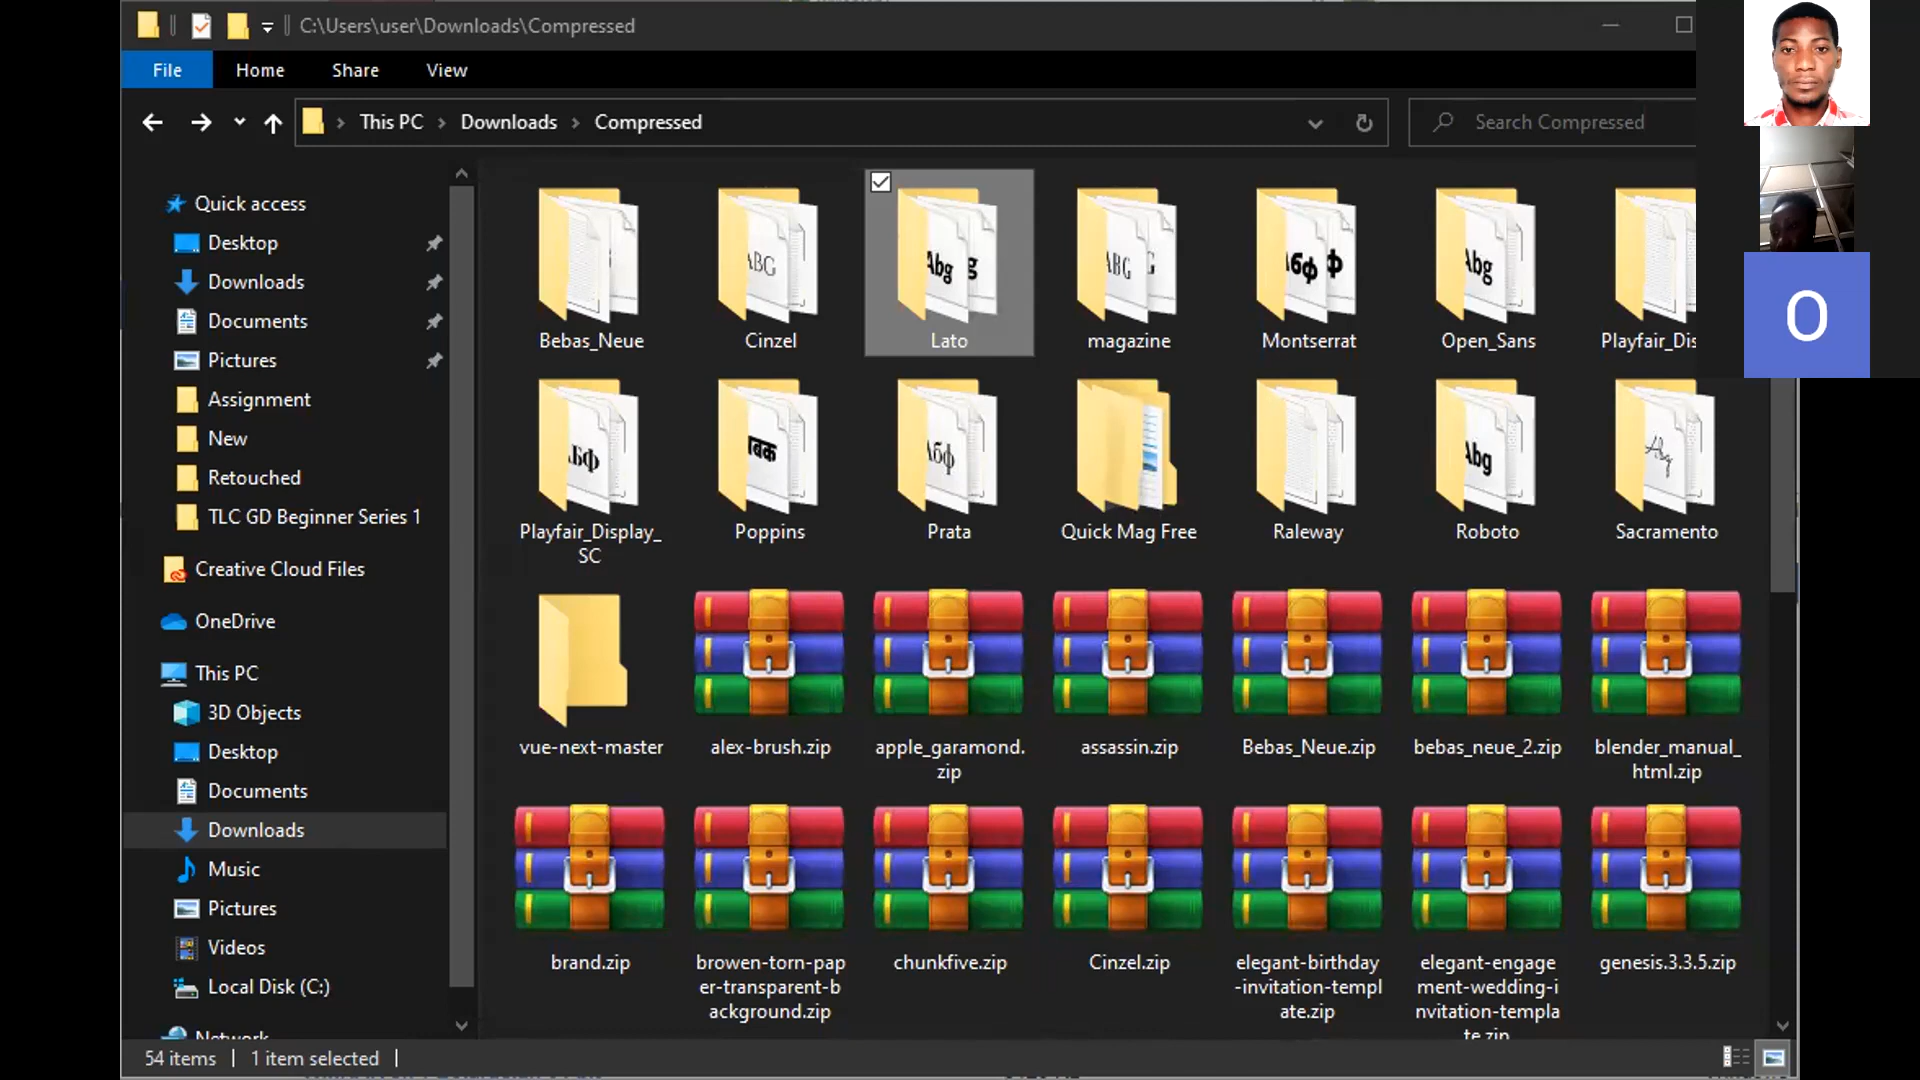 C:\Users\user\Downloads\Compressed
File Home Share View
This PC Downloads Compressed
Search Compressed
Quick access
Desktop
Downloads
Documents
Pictures
Assignment
New
Retouched
TLC GD Beginner Series 1
Creative Cloud Files
OneDrive
This PC
3D Objects
Desktop
Documents
Downloads
Music
Pictures
Videos
Local Disk (C:)
Network
Bebas_Neue
Cinzel
Lato
magazine
Montserrat
Open_Sans
Playfair_Dis
Playfair_Display_
SC
Poppins
Prata
Quick Mag Free
Raleway
Roboto
Sacramento
vue-next-master
alex-brush.zip
apple_garamond.
zip
assassin.zip
Bebas_Neue.zip
bebas_neue_2.zip
blender_manual_
html.zip
brand.zip
browen-torn-pap
er-transparent-b
ackground.zip
chunkfive.zip
Cinzel.zip
elegant-birthday
-invitation-templ
ate.zip
elegant-engage
ment-wedding-i
nvitation-templa
te.zip
genesis.3.3.5.zip
54 items
1 item selected
O